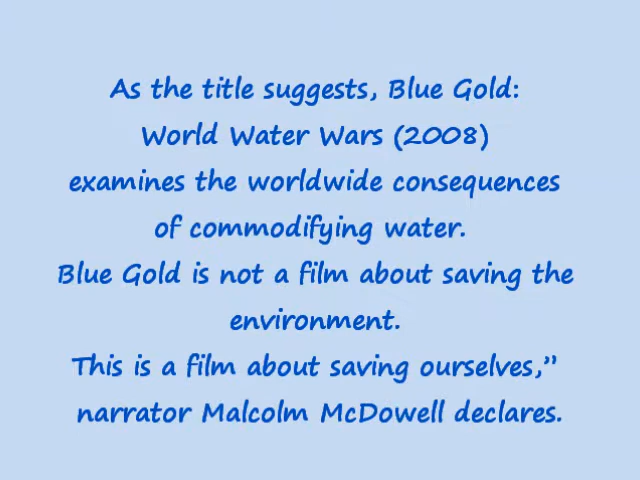 As the title suggests, Blue Gold:
World Water Wars (2008)
examines the worldwide consequences
of commodifying water.
Blue Gold is not a film about saving the
environment.
This is a film about saving ourselves,”
narrator Malcolm McDowell declares.